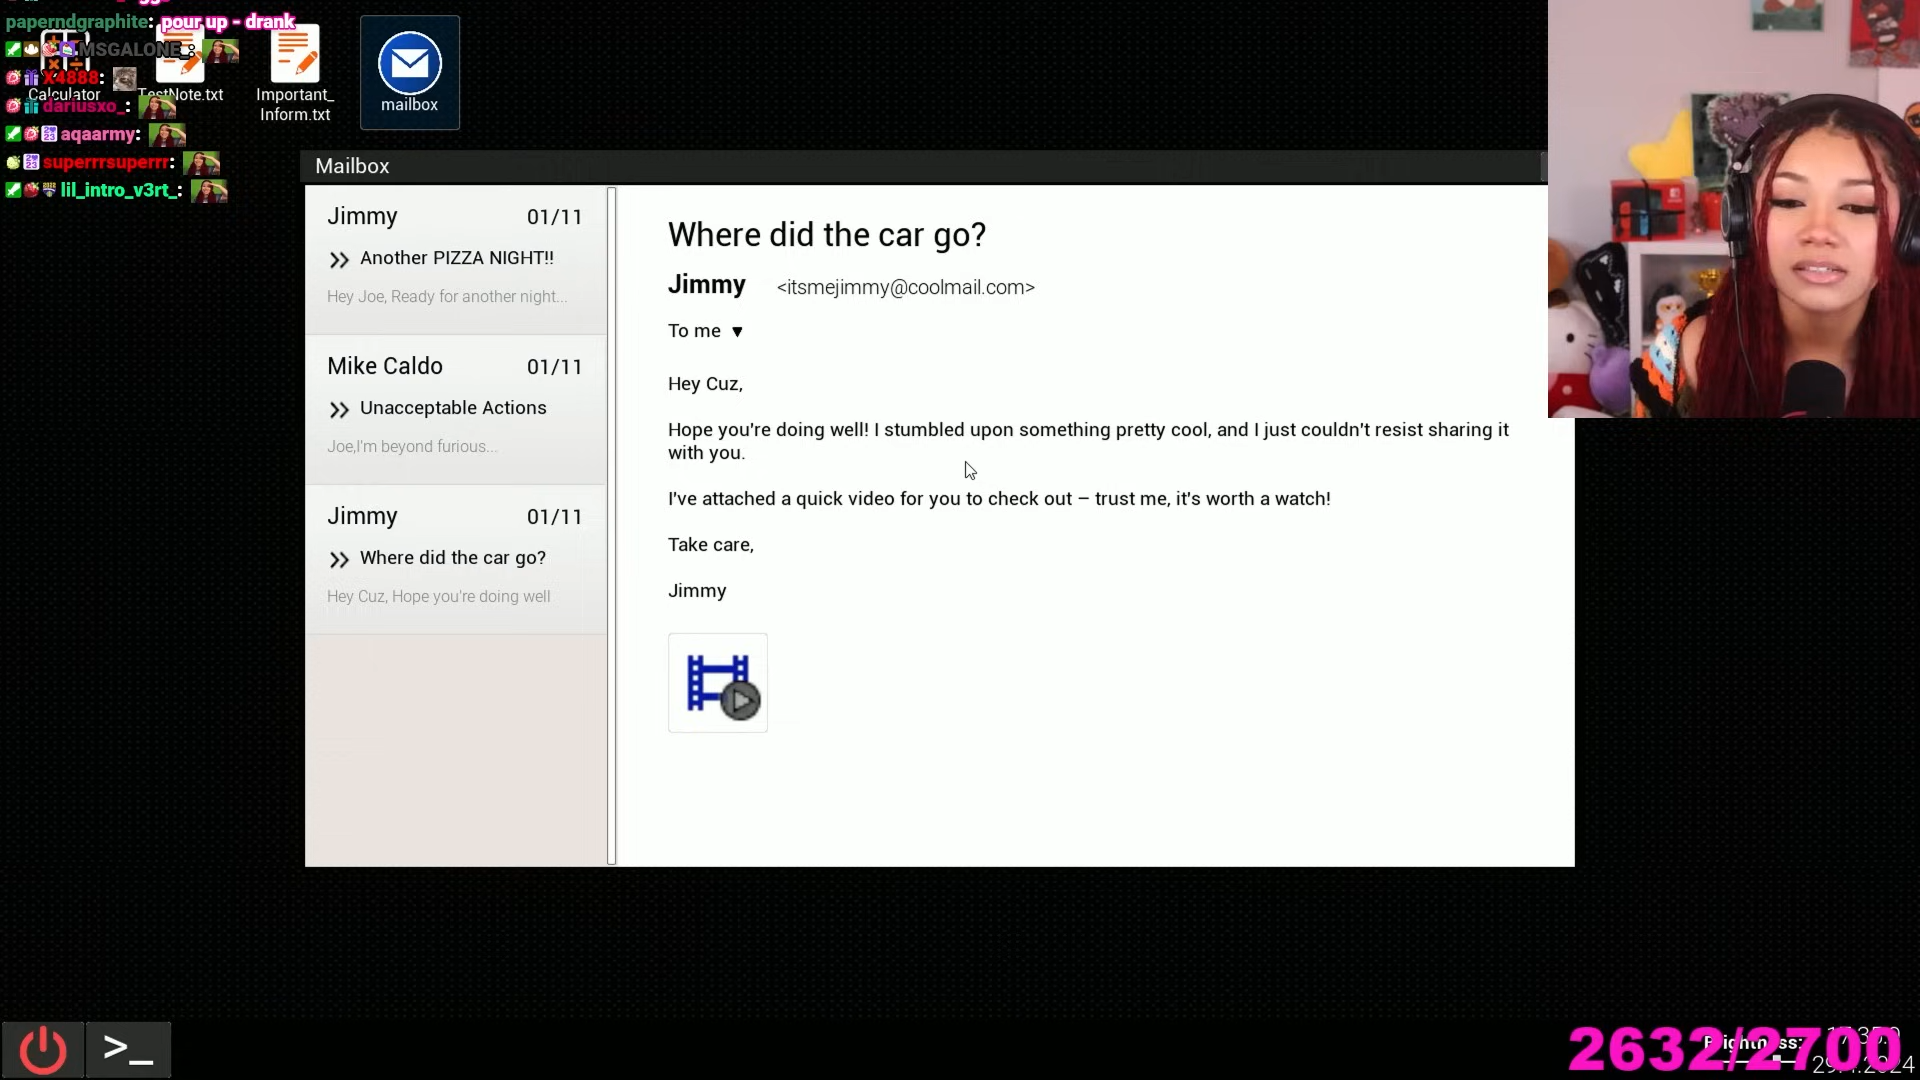 paperndgraphite: pour up - drank
MSGALONE_:
X4888:
dariusxo_:
aqaarmy:
superrrsuperrr:
lil_intro_v3rt_:
Calculator
TestNote.txt
Important_
Inform.txt
mailbox
Mailbox
Jimmy 01/11
Another PIZZA NIGHT!!
Hey Joe, Ready for another night...
Mike Caldo 01/11
Unacceptable Actions
Joe,I'm beyond furious...
Jimmy 01/11
Where did the car go?
Hey Cuz, Hope you're doing well
Where did the car go?
Jimmy <itsmejimmy@coolmail.com>
To me ▼
Hey Cuz,
Hope you're doing well! I stumbled upon something pretty cool, and I just couldn't resist sharing it
with you.
I've attached a quick video for you to check out – trust me, it's worth a watch!
Take care,
Jimmy
>_
2632/2700